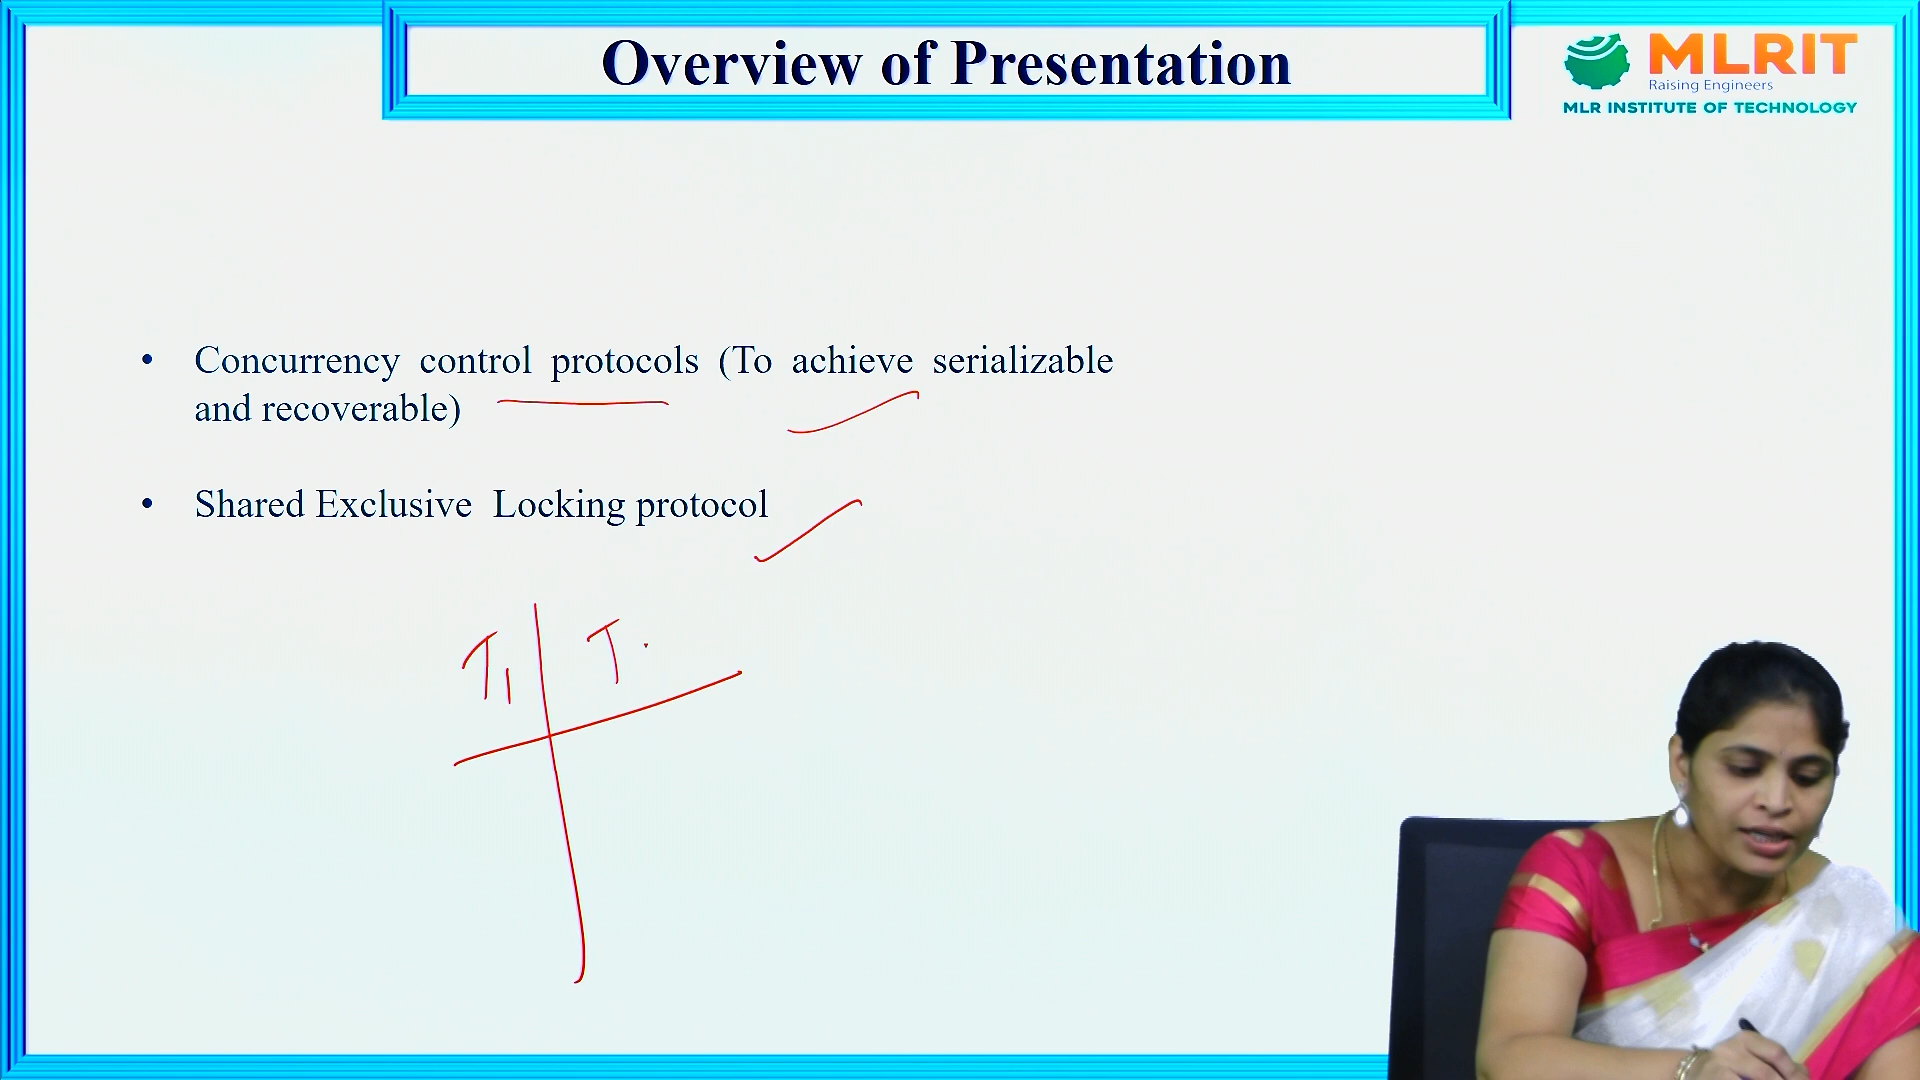 Overview of Presentation
MLRIT
Raising Engineers
MLR INSTITUTE OF TECHNOLOGY
• Concurrency control protocols (To achieve serializable
and recoverable)
• Shared Exclusive Locking protocol
T1 T